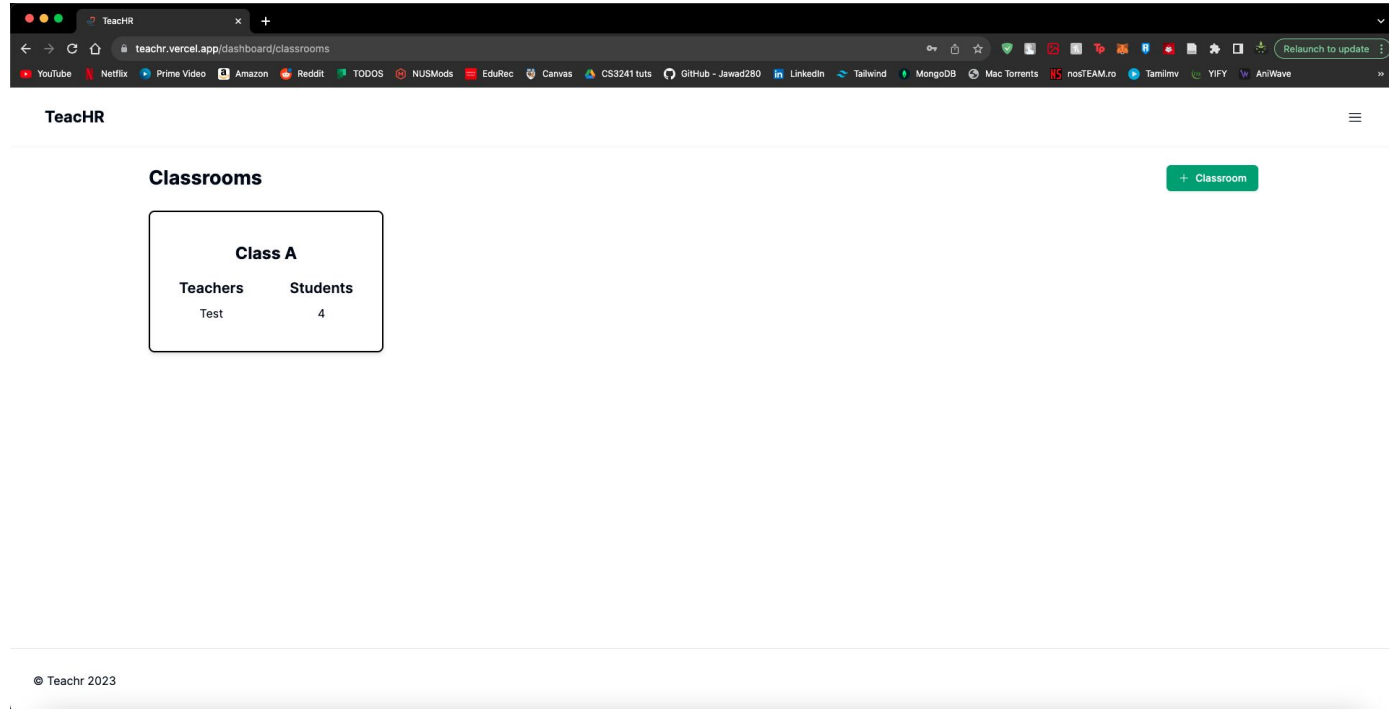 TeacHR
teachr.vercel.app/dashboard/classrooms
Relaunch to update
YouTube Netflix Prime Video Amazon Reddit TODOS NUSMods EduRec Canvas CS3241 tuts GitHub - Jawad280 LinkedIn Tailwind MongoDB Mac Torrents nosTEAM.ro Tamilmv YIFY AniWave »
TeacHR
Classrooms
+ Classroom
Class A
Teachers Students
Test 4
© Teachr 2023